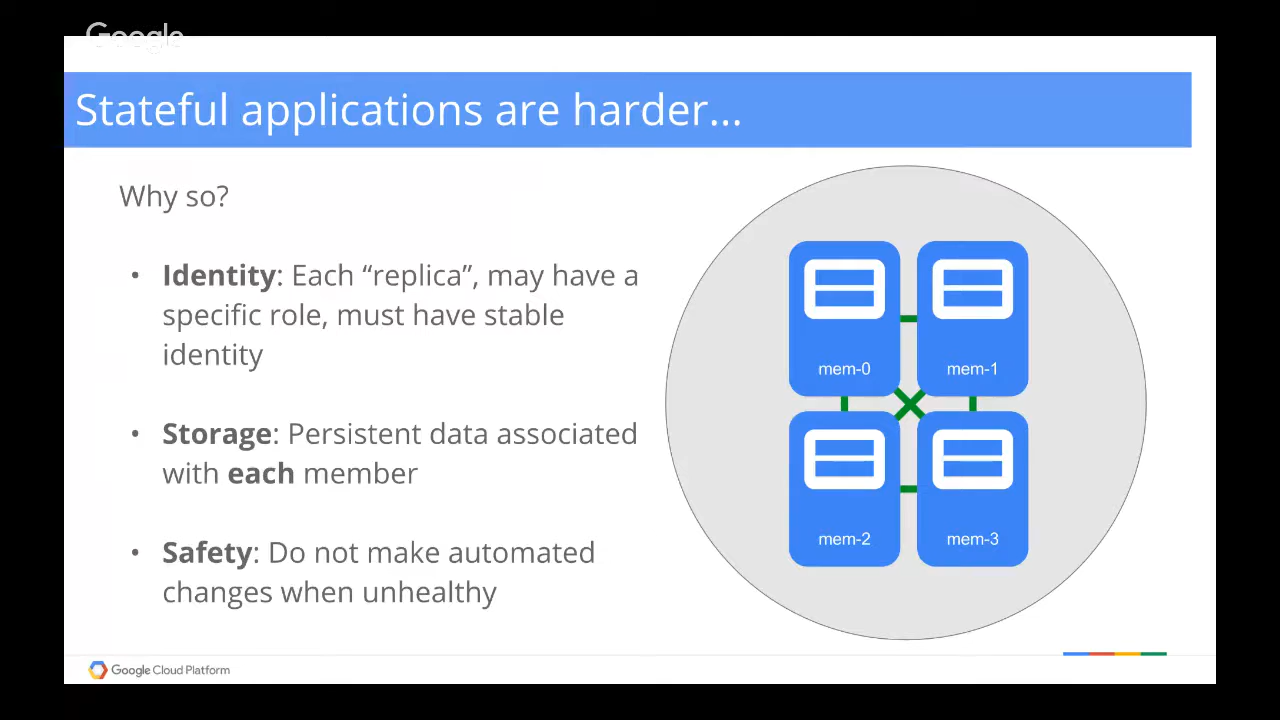 Google
Stateful applications are harder...
Why so?
• Identity: Each “replica”, may have a
specific role, must have stable
identity
• Storage: Persistent data associated
with each member
• Safety: Do not make automated
changes when unhealthy
mem-0
mem-1
mem-2
mem-3
Google Cloud Platform